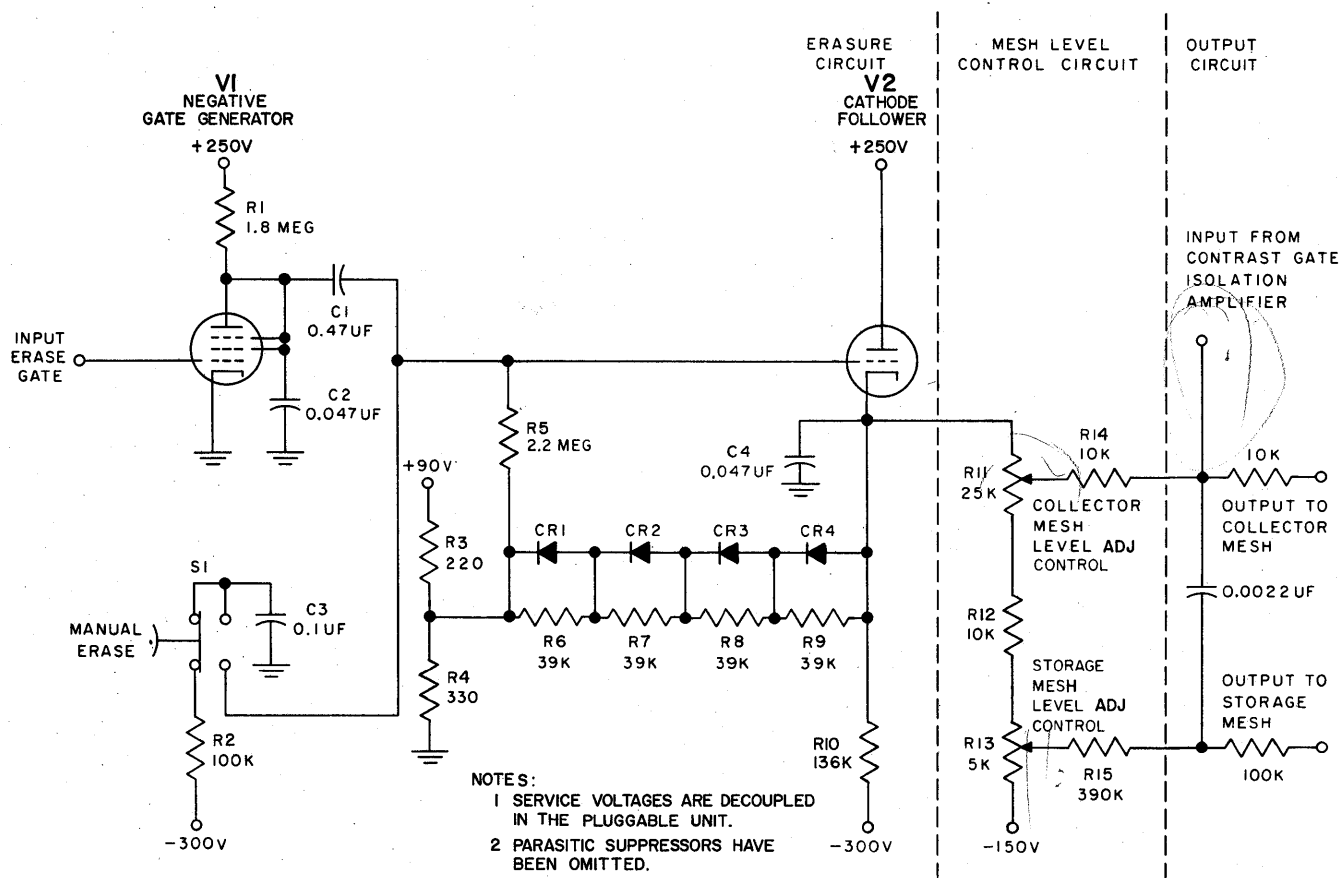 ERASURE
CIRCUIT
MESH LEVEL
CONTROL CIRCUIT
OUTPUT
CIRCUIT
V1
NEGATIVE
GATE GENERATOR
+250V
R1
1.8 MEG
V2
CATHODE
FOLLOWER
+250V
INPUT
ERASE
GATE
C1
0.47UF
C2
0.047UF
INPUT FROM
CONTRAST GATE
ISOLATION
AMPLIFIER
R5
2.2 MEG
C4
0.047UF
+90V
R3
220
CR1
CR2
CR3
CR4
R11
25K
COLLECTOR
MESH
LEVEL ADJ
CONTROL
R14
10K
10K
OUTPUT TO
COLLECTOR
MESH
S1
MANUAL
ERASE
C3
0.1UF
R6
39K
R7
39K
R8
39K
R9
39K
R4
330
R12
10K
0.0022UF
STORAGE
MESH
LEVEL ADJ
CONTROL
OUTPUT TO
STORAGE
MESH
R2
100K
-300V
R10
136K
-300V
R13
5K
-150V
R15
390K
100K
NOTES:
1 SERVICE VOLTAGES ARE DECOUPLED
IN THE PLUGGABLE UNIT.
2 PARASITIC SUPPRESSORS HAVE
BEEN OMITTED.